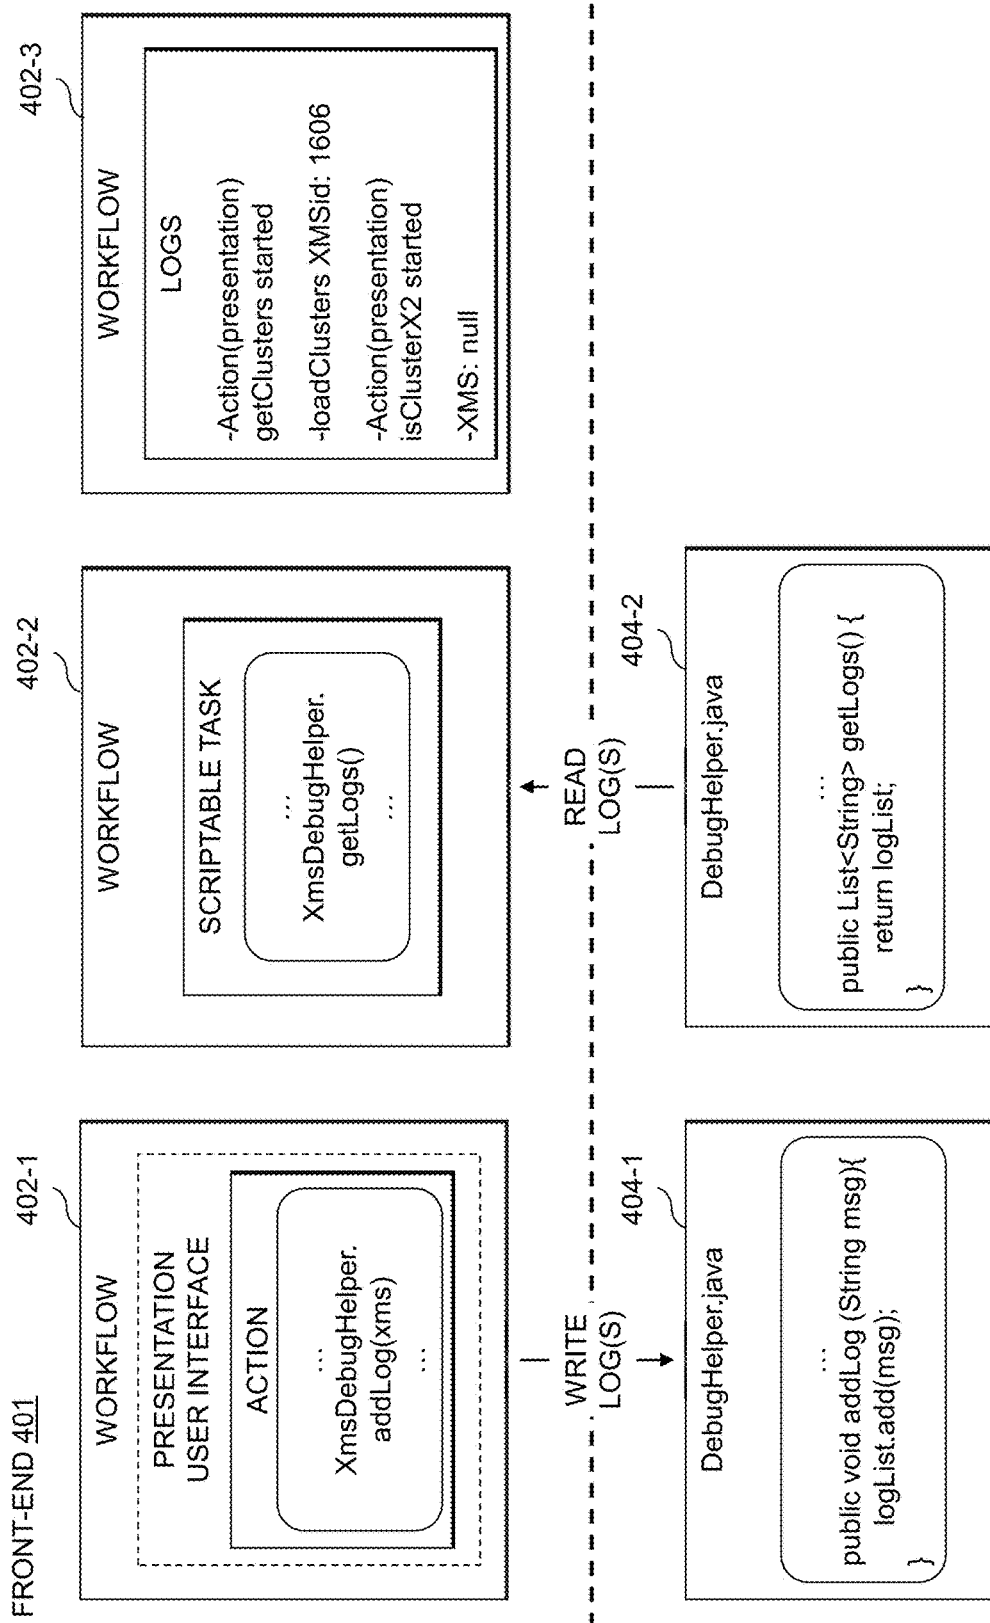 FRONT-END 401
402-1
WORKFLOW
PRESENTATION
USER INTERFACE
ACTION
...
XmsDebugHelper.
addLog(xms)
...
402-2
WORKFLOW
SCRIPTABLE TASK
...
XmsDebugHelper.
getLogs()
...
402-3
WORKFLOW
LOGS
-Action(presentation)
getClusters started
-loadClusters XMSid: 1606
-Action(presentation)
isClusterX2 started
-XMS: null
WRITE
LOG(S)
READ
LOG(S)
404-1
DebugHelper.java
...
public void addLog (String msg){
logList.add(msg);
}
404-2
DebugHelper.java
...
public List<String> getLogs() {
return logList;
}